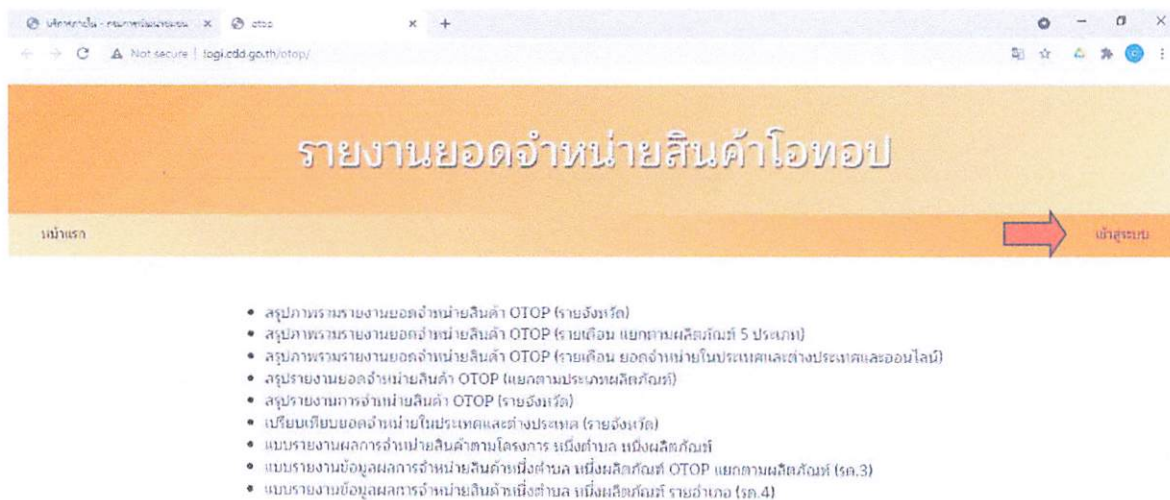 otop
Not secure | logi.cdd.go.th/otop/
รายงานยอดจำหน่ายสินค้าโอทอป
หน้าแรก
เข้าสู่ระบบ
สรุปภาพรวมรายงานยอดจำหน่ายสินค้า OTOP (รายจังหวัด)
สรุปภาพรวมรายงานยอดจำหน่ายสินค้า OTOP (รายเดือน แยกตามผลิตภัณฑ์ 5 ประเภท)
สรุปภาพรวมรายงานยอดจำหน่ายสินค้า OTOP (รายเดือน ยอดจำหน่ายในประเทศและต่างประเทศและออนไลน์)
สรุปรายงานยอดจำหน่ายสินค้า OTOP (แยกตามประเภทผลิตภัณฑ์)
สรุปรายงานการจำหน่ายสินค้า OTOP (รายจังหวัด)
เปรียบเทียบยอดจำหน่ายในประเทศและต่างประเทศ (รายจังหวัด)
แบบรายงานผลการจำหน่ายสินค้าตามโครงการ หนึ่งตำบล หนึ่งผลิตภัณฑ์
แบบรายงานข้อมูลผลการจำหน่ายสินค้าหนึ่งตำบล หนึ่งผลิตภัณฑ์ OTOP แยกตามผลิตภัณฑ์ (รด.3)
แบบรายงานข้อมูลผลการจำหน่ายสินค้าหนึ่งตำบล หนึ่งผลิตภัณฑ์ รายอำเภอ (รด.4)